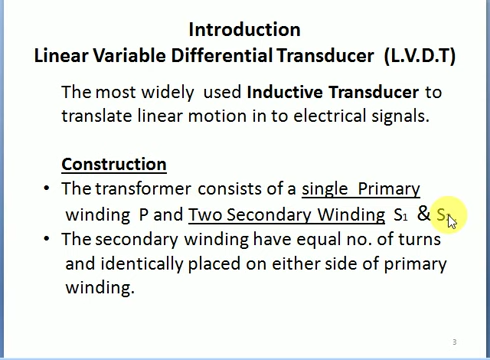 Introduction
Linear Variable Differential Transducer (L.V.D.T)
The most widely used Inductive Transducer to
translate linear motion in to electrical signals.
Construction
• The transformer consists of a single Primary
winding P and Two Secondary Winding S₁ & S
• The secondary winding have equal no. of turns
and identically placed on either side of primary
winding.
3